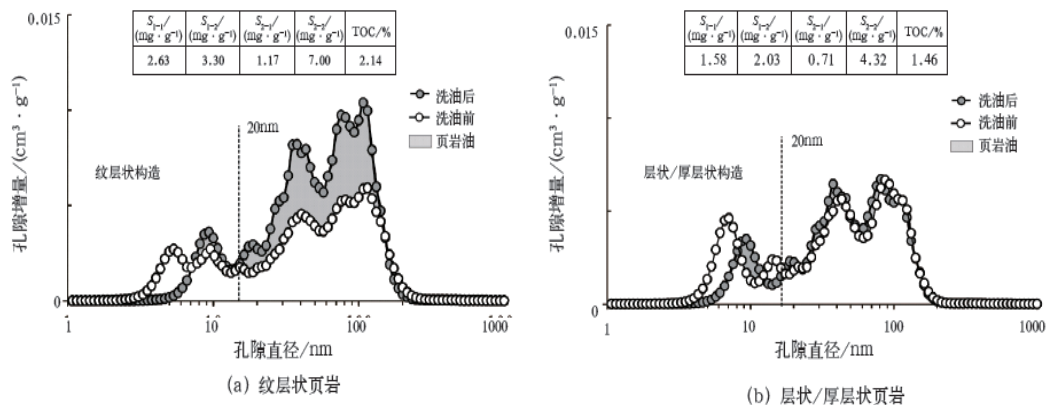 0.015
S₁₋₁/(mg·g⁻¹) S₁₋₂/(mg·g⁻¹) S₂₋₁/(mg·g⁻¹) S₂₋₂/(mg·g⁻¹) TOC/%
2.63 3.30 1.17 7.00 2.14
洗油后
洗油前
页岩油
20nm
纹层状构造
孔隙增量/(cm³·g⁻¹)
0
1 10 100 1000
孔隙直径/nm
(a) 纹层状页岩
0.015
S₁₋₁/(mg·g⁻¹) S₁₋₂/(mg·g⁻¹) S₂₋₁/(mg·g⁻¹) S₂₋₂/(mg·g⁻¹) TOC/%
1.58 2.03 0.71 4.32 1.46
洗油后
洗油前
页岩油
20nm
层状/厚层状构造
孔隙增量/(cm³·g⁻¹)
0
1 10 100 1000
孔隙直径/nm
(b) 层状/厚层状页岩